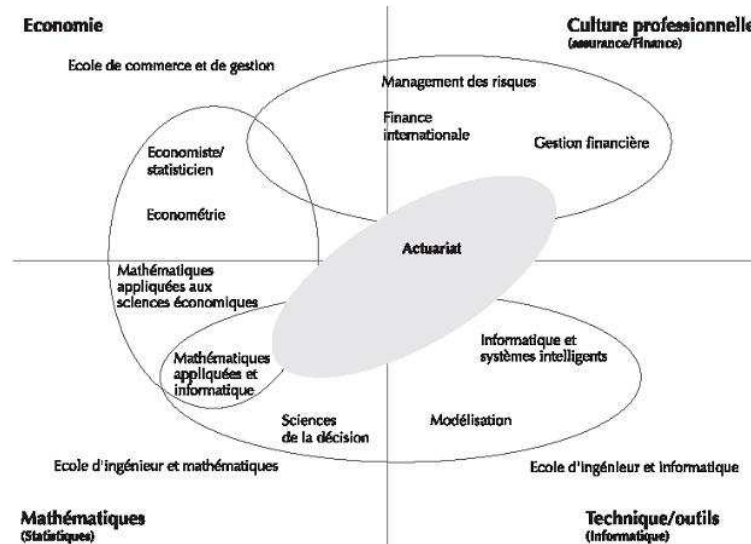 Economie
Culture professionnelle
(assurance/Finance)
Ecole de commerce et de gestion
Management des risques
Finance
internationale
Gestion financière
Economiste/
statisticien
Econométrie
Actuariat
Mathématiques
appliquées aux
sciences économiques
Informatique et
systèmes intelligents
Mathématiques
appliquées et
informatique
Sciences
de la décision
Modélisation
Ecole d'ingénieur et mathématiques
Ecole d'ingénieur et informatique
Mathématiques
(Statistiques)
Technique/outils
(Informatique)